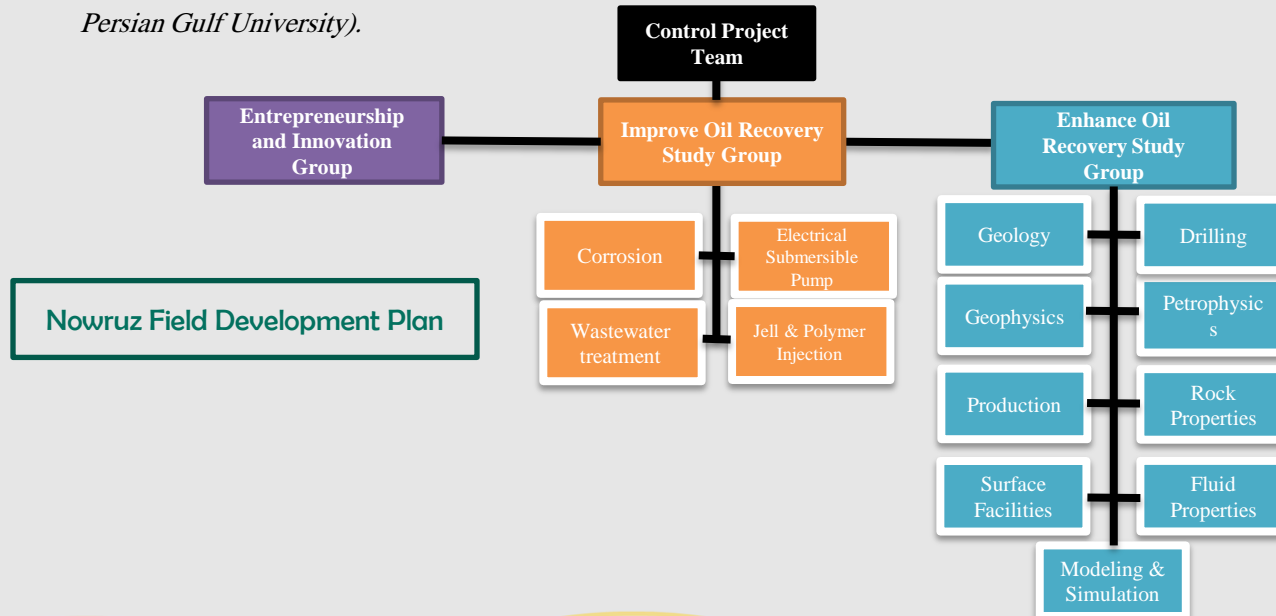 Persian Gulf University).
Control Project
Team
Entrepreneurship
and Innovation
Group
Improve Oil Recovery
Study Group
Enhance Oil
Recovery Study
Group
Corrosion
Electrical
Submersible
Pump
Wastewater
treatment
Jell & Polymer
Injection
Geology
Drilling
Geophysics
Petrophysic
s
Production
Rock
Properties
Surface
Facilities
Fluid
Properties
Modeling &
Simulation
Nowruz Field Development Plan